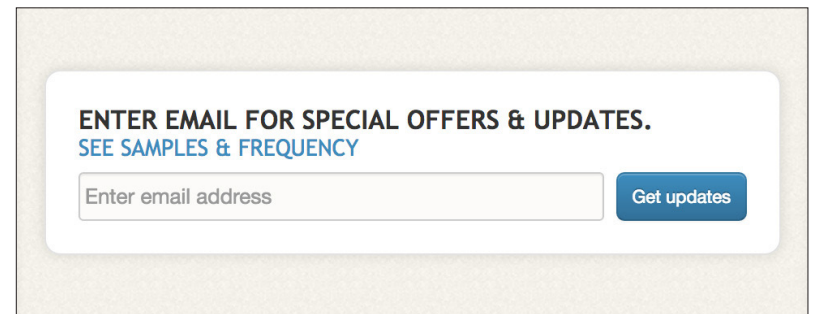 ENTER EMAIL FOR SPECIAL OFFERS & UPDATES.
SEE SAMPLES & FREQUENCY
Enter email address
Get updates